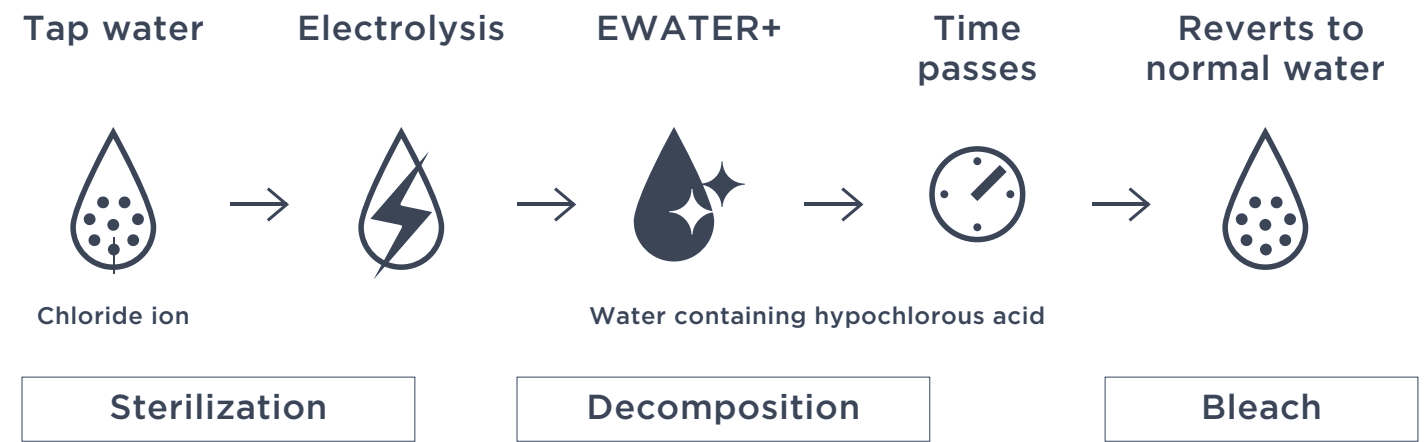 Tap water
Electrolysis
EWATER+
Time
passes
Reverts to
normal water
Chloride ion
Water containing hypochlorous acid
Sterilization
Decomposition
Bleach